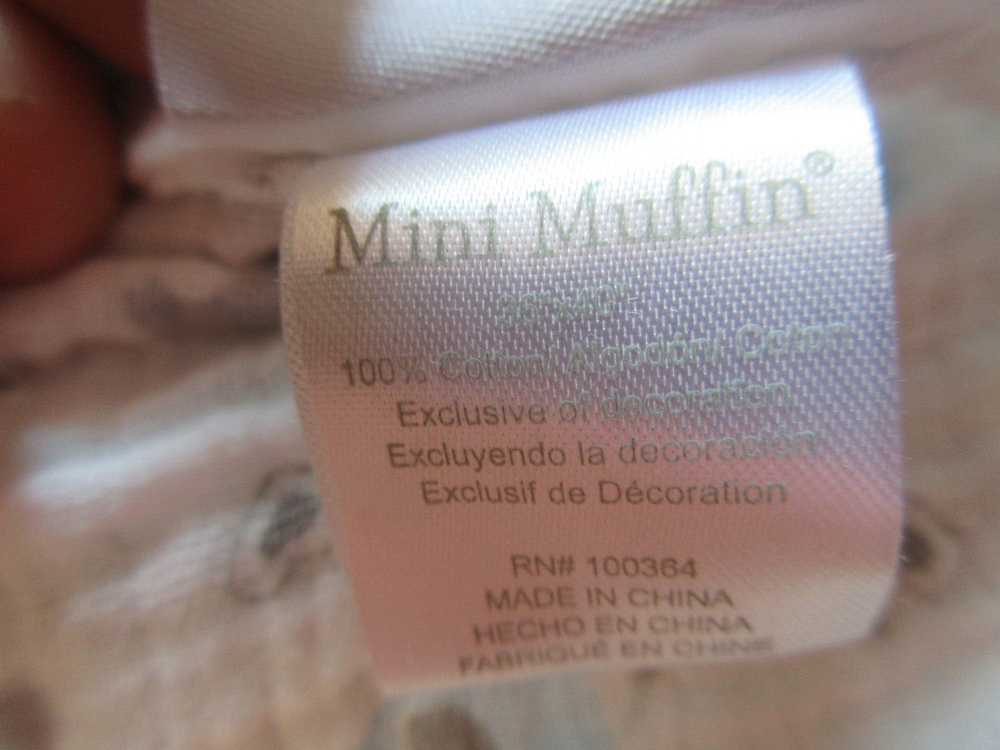 Mini Muffin®
36"x40"
100% Cotton/ Algodón/ Coton
Exclusive of decoration
Excluyendo la decoración
Exclusif de Décoration
RN# 100364
MADE IN CHINA
HECHO EN CHINA
FABRIQUÉ EN CHINE